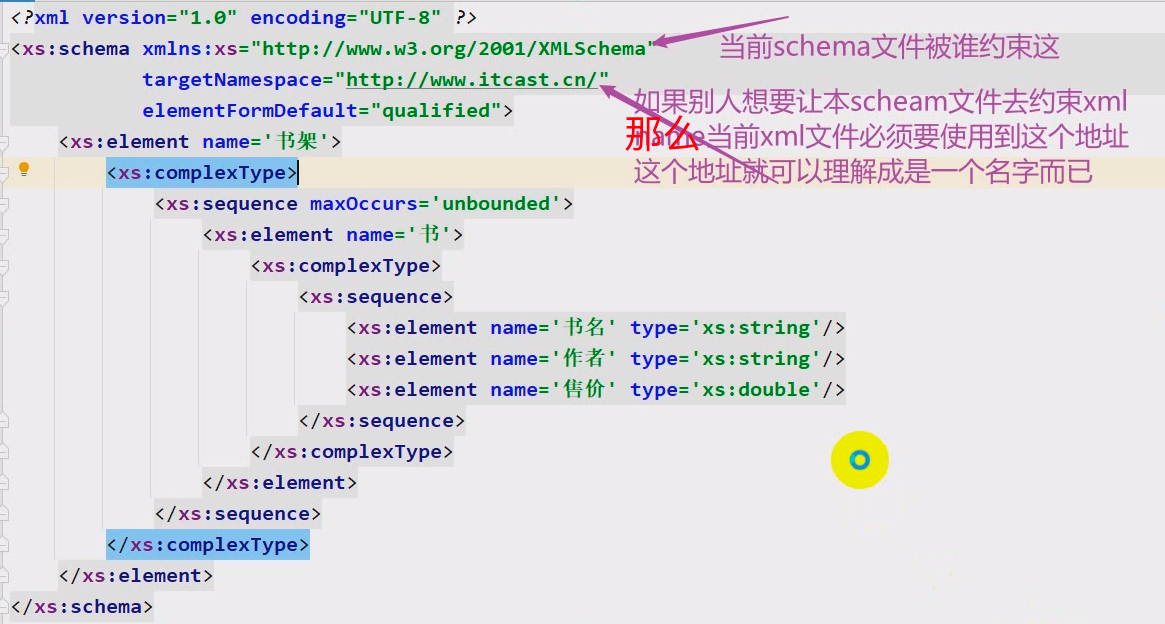 <?xml version="1.0" encoding="UTF-8" ?>
<xs:schema xmlns:xs="http://www.w3.org/2001/XMLSchema"
当前schema文件被谁约束这
targetNamespace="http://www.itcast.cn/"
如果别人想要让本scheam文件去约束xml
elementFormDefault="qualified">
那么当前xml文件必须要使用到这个地址
<xs:element name='书架'>
这个地址就可以理解成是一个名字而已
<xs:complexType>
<xs:sequence maxOccurs='unbounded'>
<xs:element name='书'>
<xs:complexType>
<xs:sequence>
<xs:element name='书名' type='xs:string'/>
<xs:element name='作者' type='xs:string'/>
<xs:element name='售价' type='xs:double'/>
</xs:sequence>
</xs:complexType>
</xs:element>
</xs:sequence>
</xs:complexType>
</xs:element>
</xs:schema>